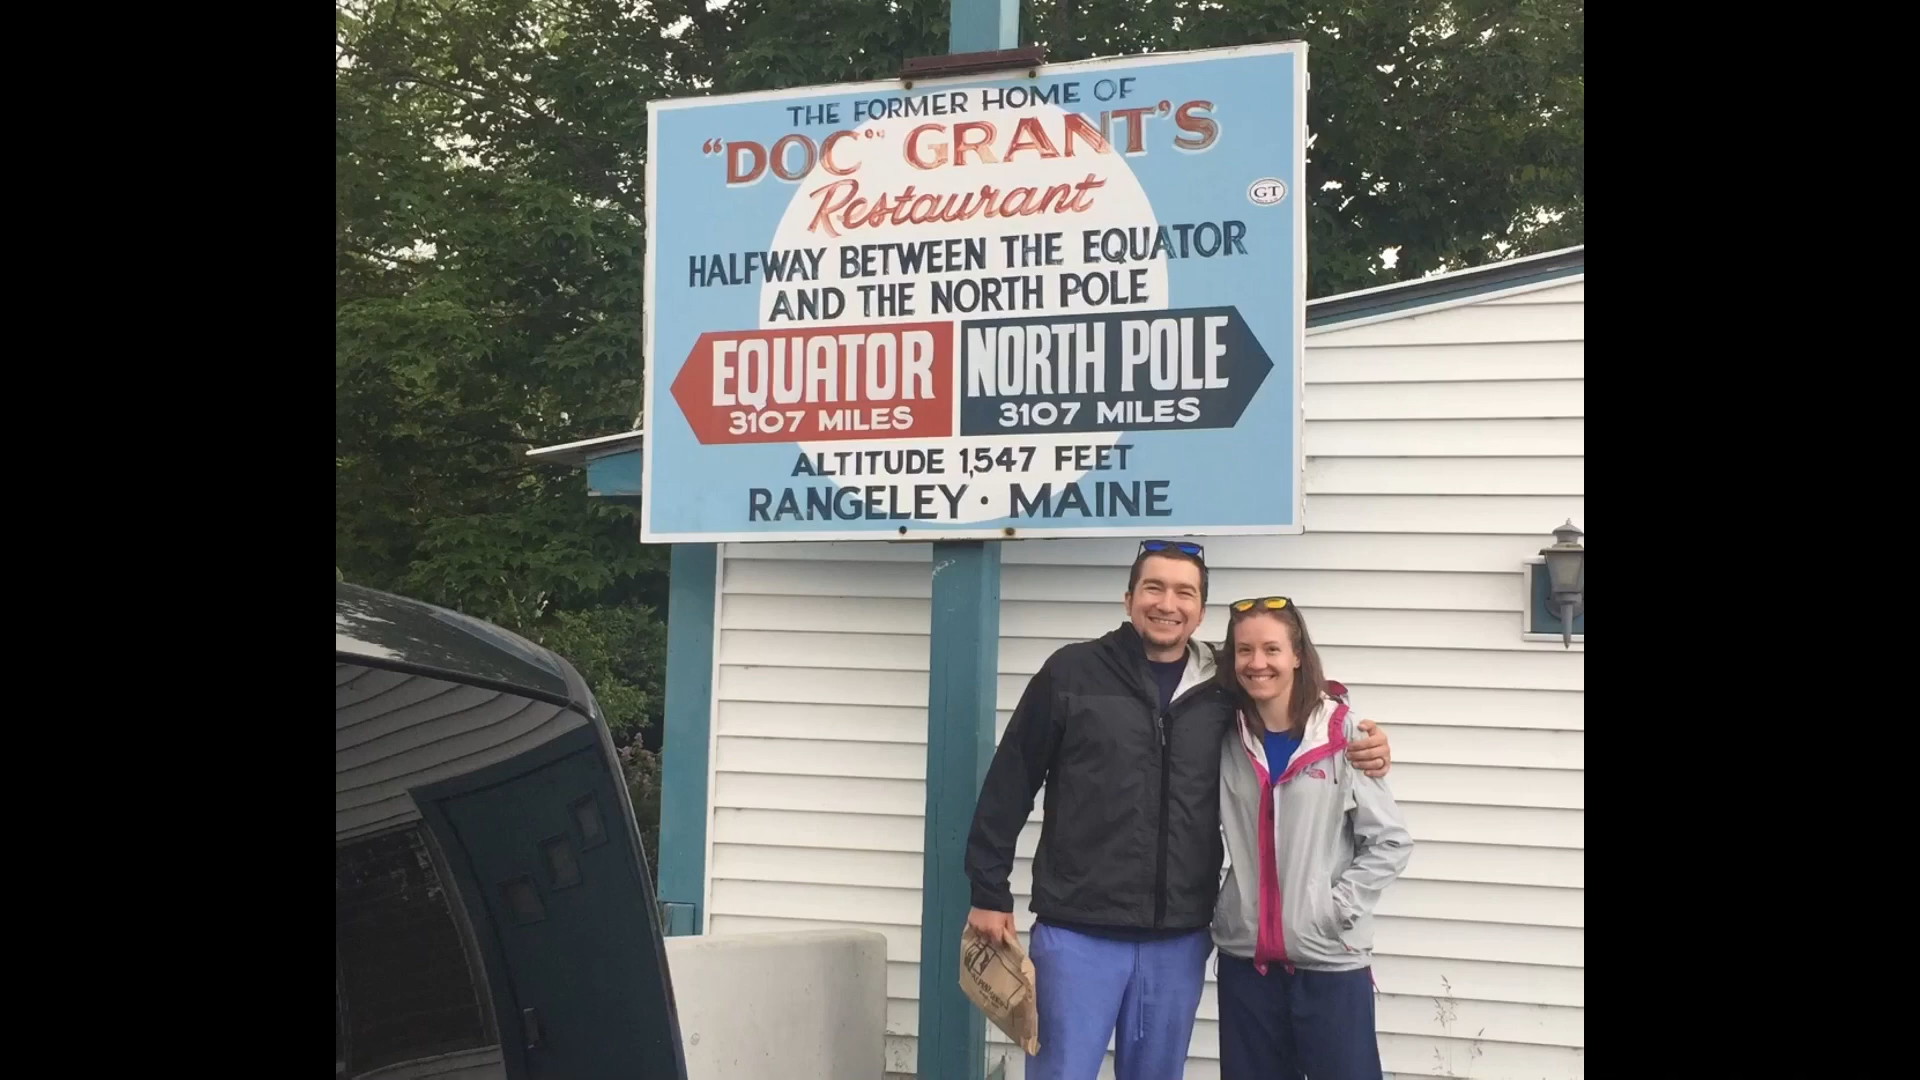 THE FORMER HOME OF
"DOC" GRANT'S
Restaurant
GT
HALFWAY BETWEEN THE EQUATOR
AND THE NORTH POLE
EQUATOR
3107 MILES
NORTH POLE
3107 MILES
ALTITUDE 1,547 FEET
RANGELEY · MAINE